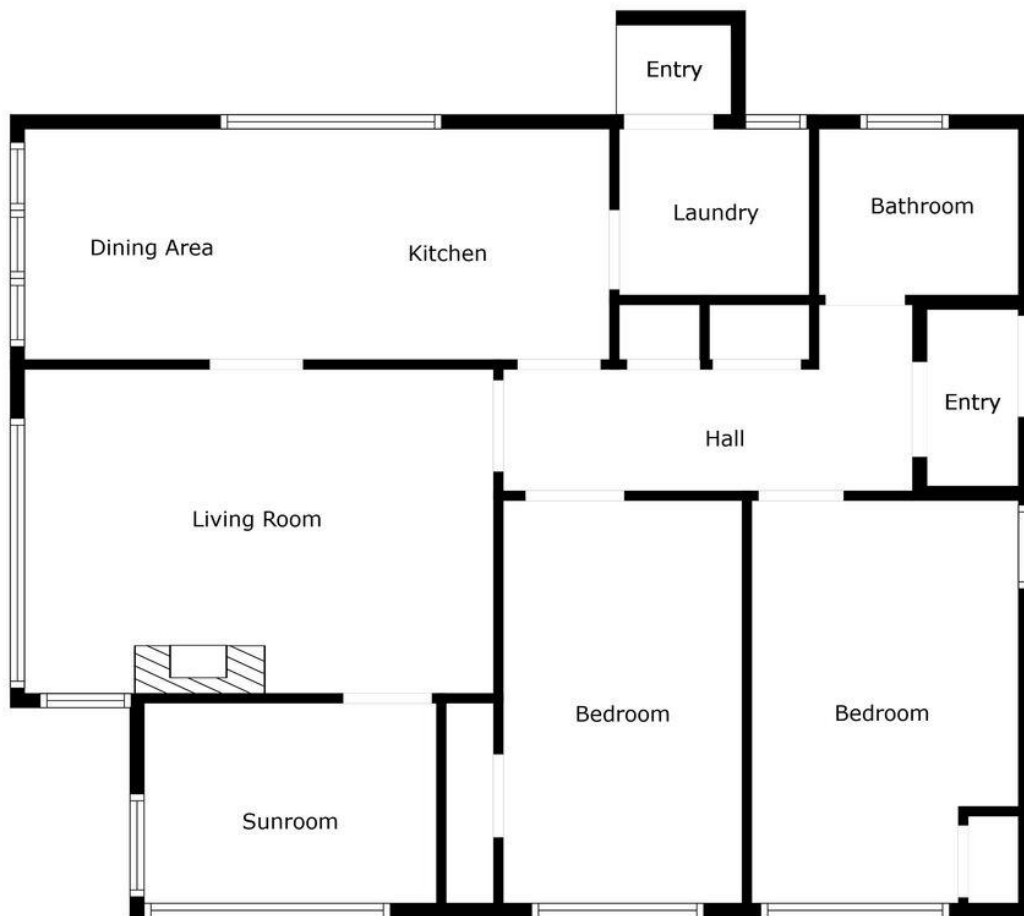 Entry
Laundry
Bathroom
Dining Area
Kitchen
Entry
Hall
Living Room
Bedroom
Bedroom
Sunroom